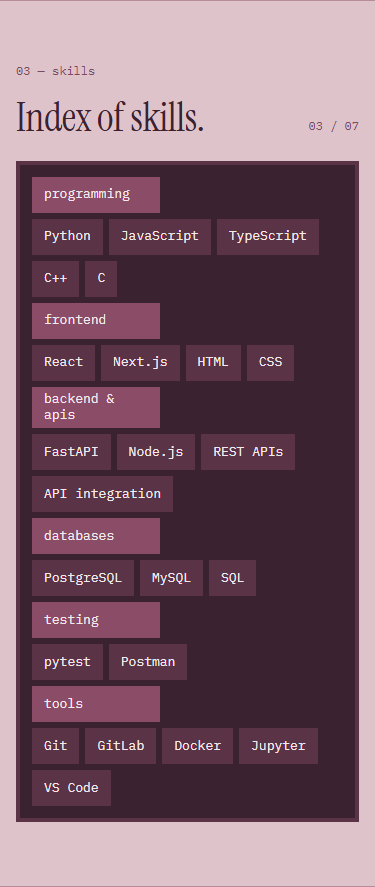 03 — skills
Index of skills.
03 / 07
programming
Python JavaScript TypeScript
C++ C
frontend
React Next.js HTML CSS
backend &
apis
FastAPI Node.js REST APIs
API integration
databases
PostgreSQL MySQL SQL
testing
pytest Postman
tools
Git GitLab Docker Jupyter
VS Code